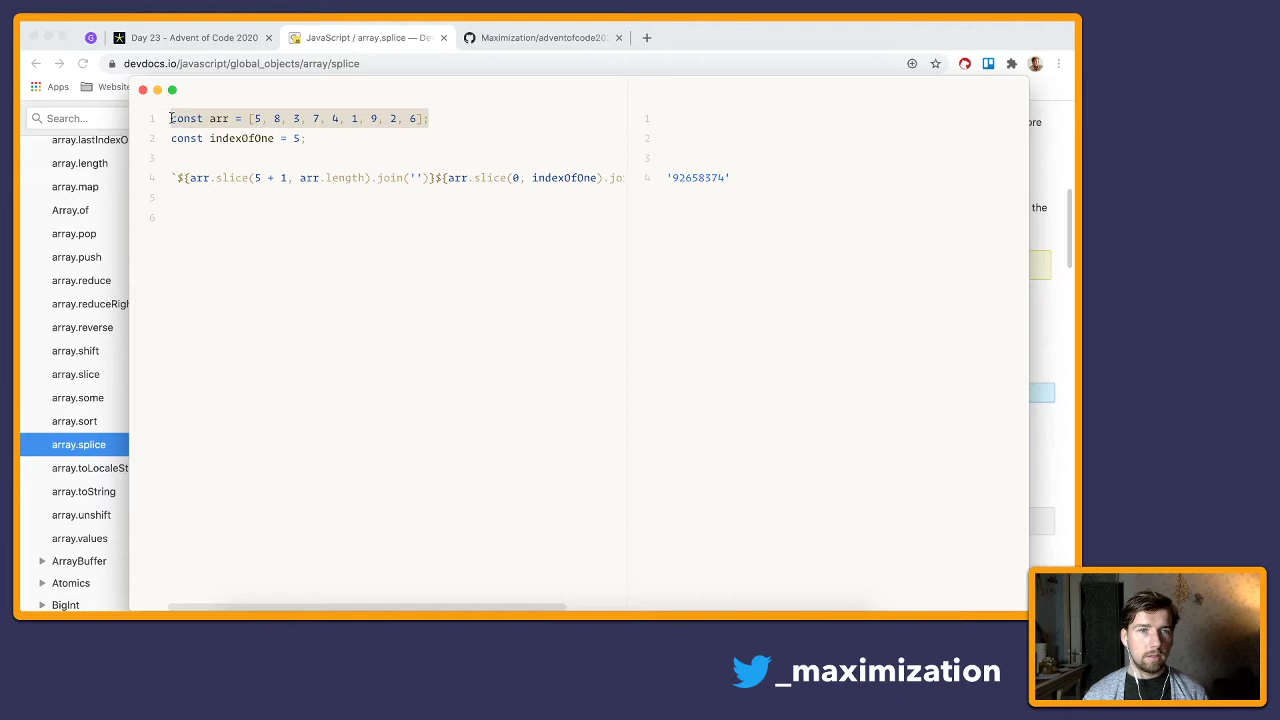 Day 23 - Advent of Code 2020
JavaScript / array.splice — De
Maximization/adventofcode20
devdocs.io/javascript/global_objects/array/splice
Apps
Website
Search...
array.lastIndexO
array.length
array.map
Array.of
array.pop
array.push
array.reduce
array.reduceRigh
array.reverse
array.shift
array.slice
array.some
array.sort
array.splice
array.toLocaleSt
array.toString
array.unshift
array.values
ArrayBuffer
Atomics
BigInt
1 const arr = [5, 8, 3, 7, 4, 1, 9, 2, 6];
2 const indexOfOne = 5;
3
4 `${arr.slice(5 + 1, arr.length).join('')}${arr.slice(0, indexOfOne).joi
5
6
1
2
3
4 '92658374'
ore
the
_maximization